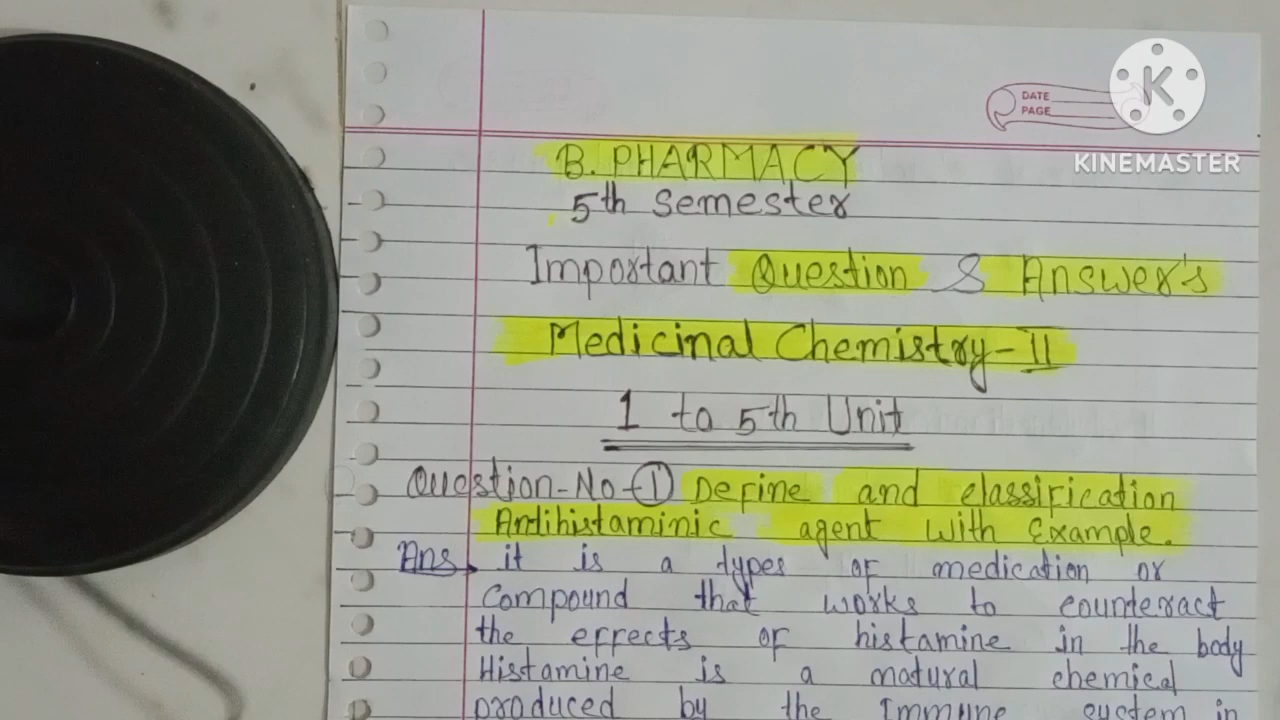 DATE
PAGE
KINEMASTER
B. PHARMACY
5th Semester
Important Question & Answer's
Medicinal Chemistry-II
1 to 5th Unit
Question-No-① Define and classification
Antihistaminic agent with Example.
Ans it is a types of medication or
Compound that works to counteract
the effects of histamine in the body
Histamine is a natural chemical
produced by the Immune system in